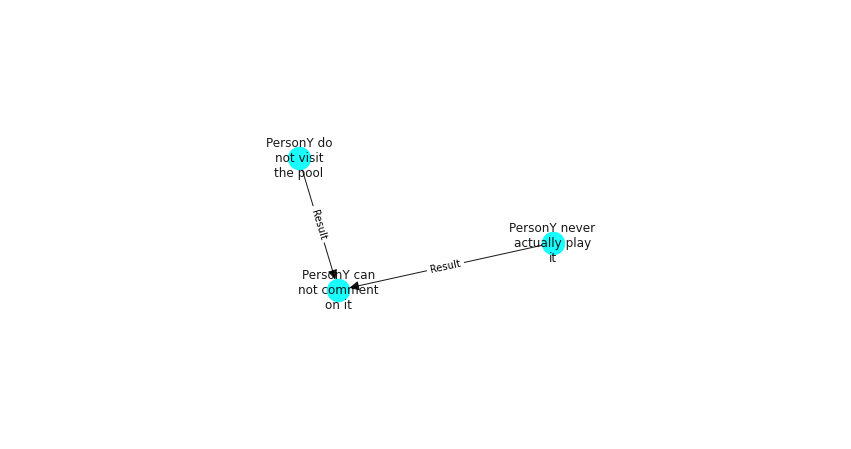 PersonY do
not visit
the pool
Result
PersonY never
actually play
it
Result
PersonY can
not comment
on it